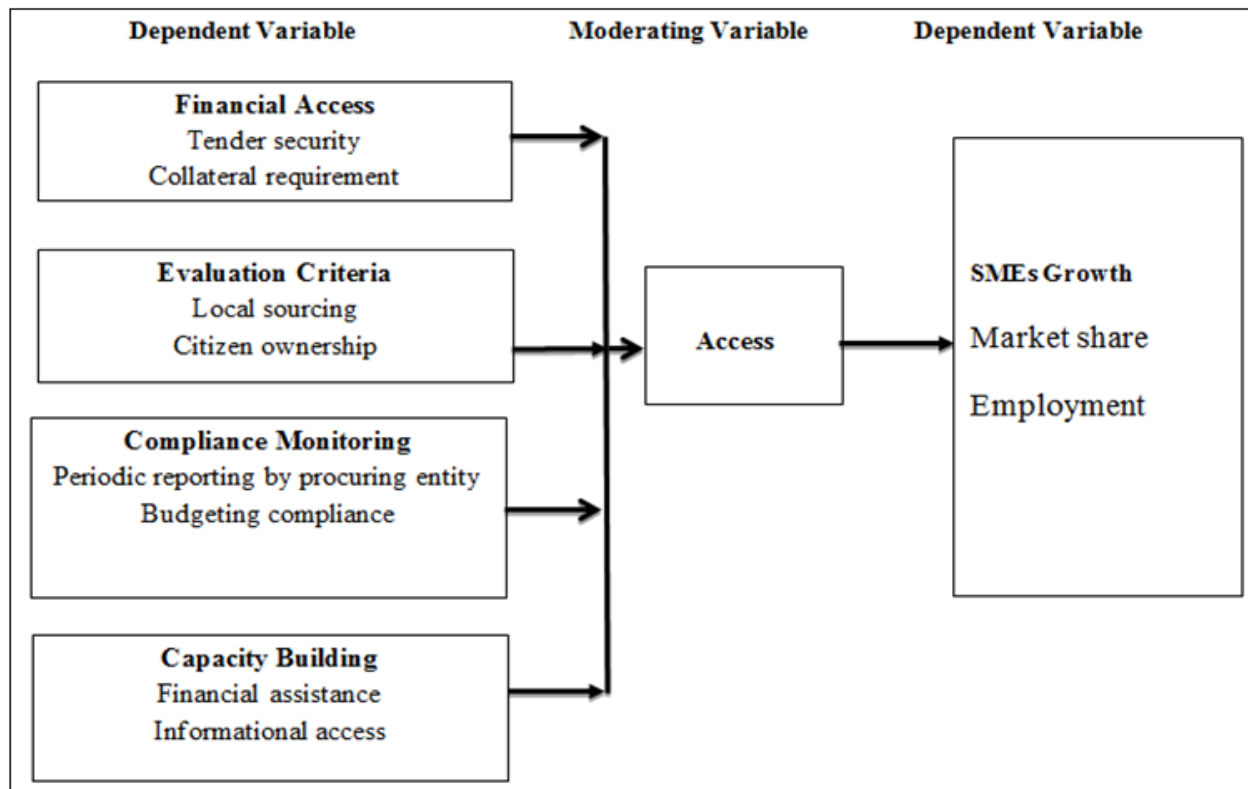 Dependent Variable
Moderating Variable
Dependent Variable
Financial Access
Tender security
Collateral requirement
Evaluation Criteria
Local sourcing
Citizen ownership
Compliance Monitoring
Periodic reporting by procuring entity
Budgeting compliance
Capacity Building
Financial assistance
Informational access
Access
SMEs Growth
Market share
Employment